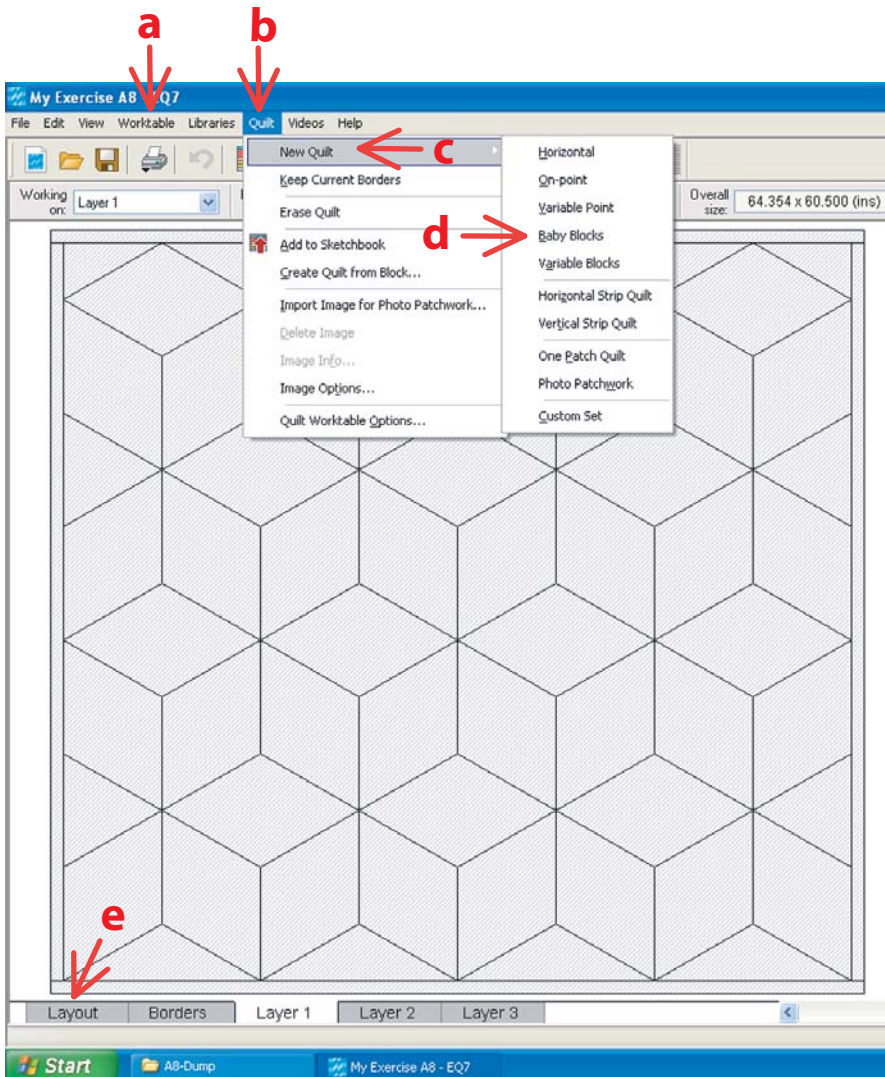 a b
My Exercise A8 EQ7
File Edit View Worktable Libraries Quilt Videos Help
New Quilt c Horizontal
Keep Current Borders On-point
Working on: Layer 1 Overall size: 64.354 x 60.500 (ins)
Erase Quilt Variable Point
Add to Sketchbook d Baby Blocks
Create Quilt from Block... Variable Blocks
Import Image for Photo Patchwork... Horizontal Strip Quilt
Delete Image Vertical Strip Quilt
Image Info... One Patch Quilt
Image Options... Photo Patchwork
Quilt Worktable Options... Custom Set
e
Layout Borders Layer 1 Layer 2 Layer 3
Start A8-Dump My Exercise A8 - EQ7